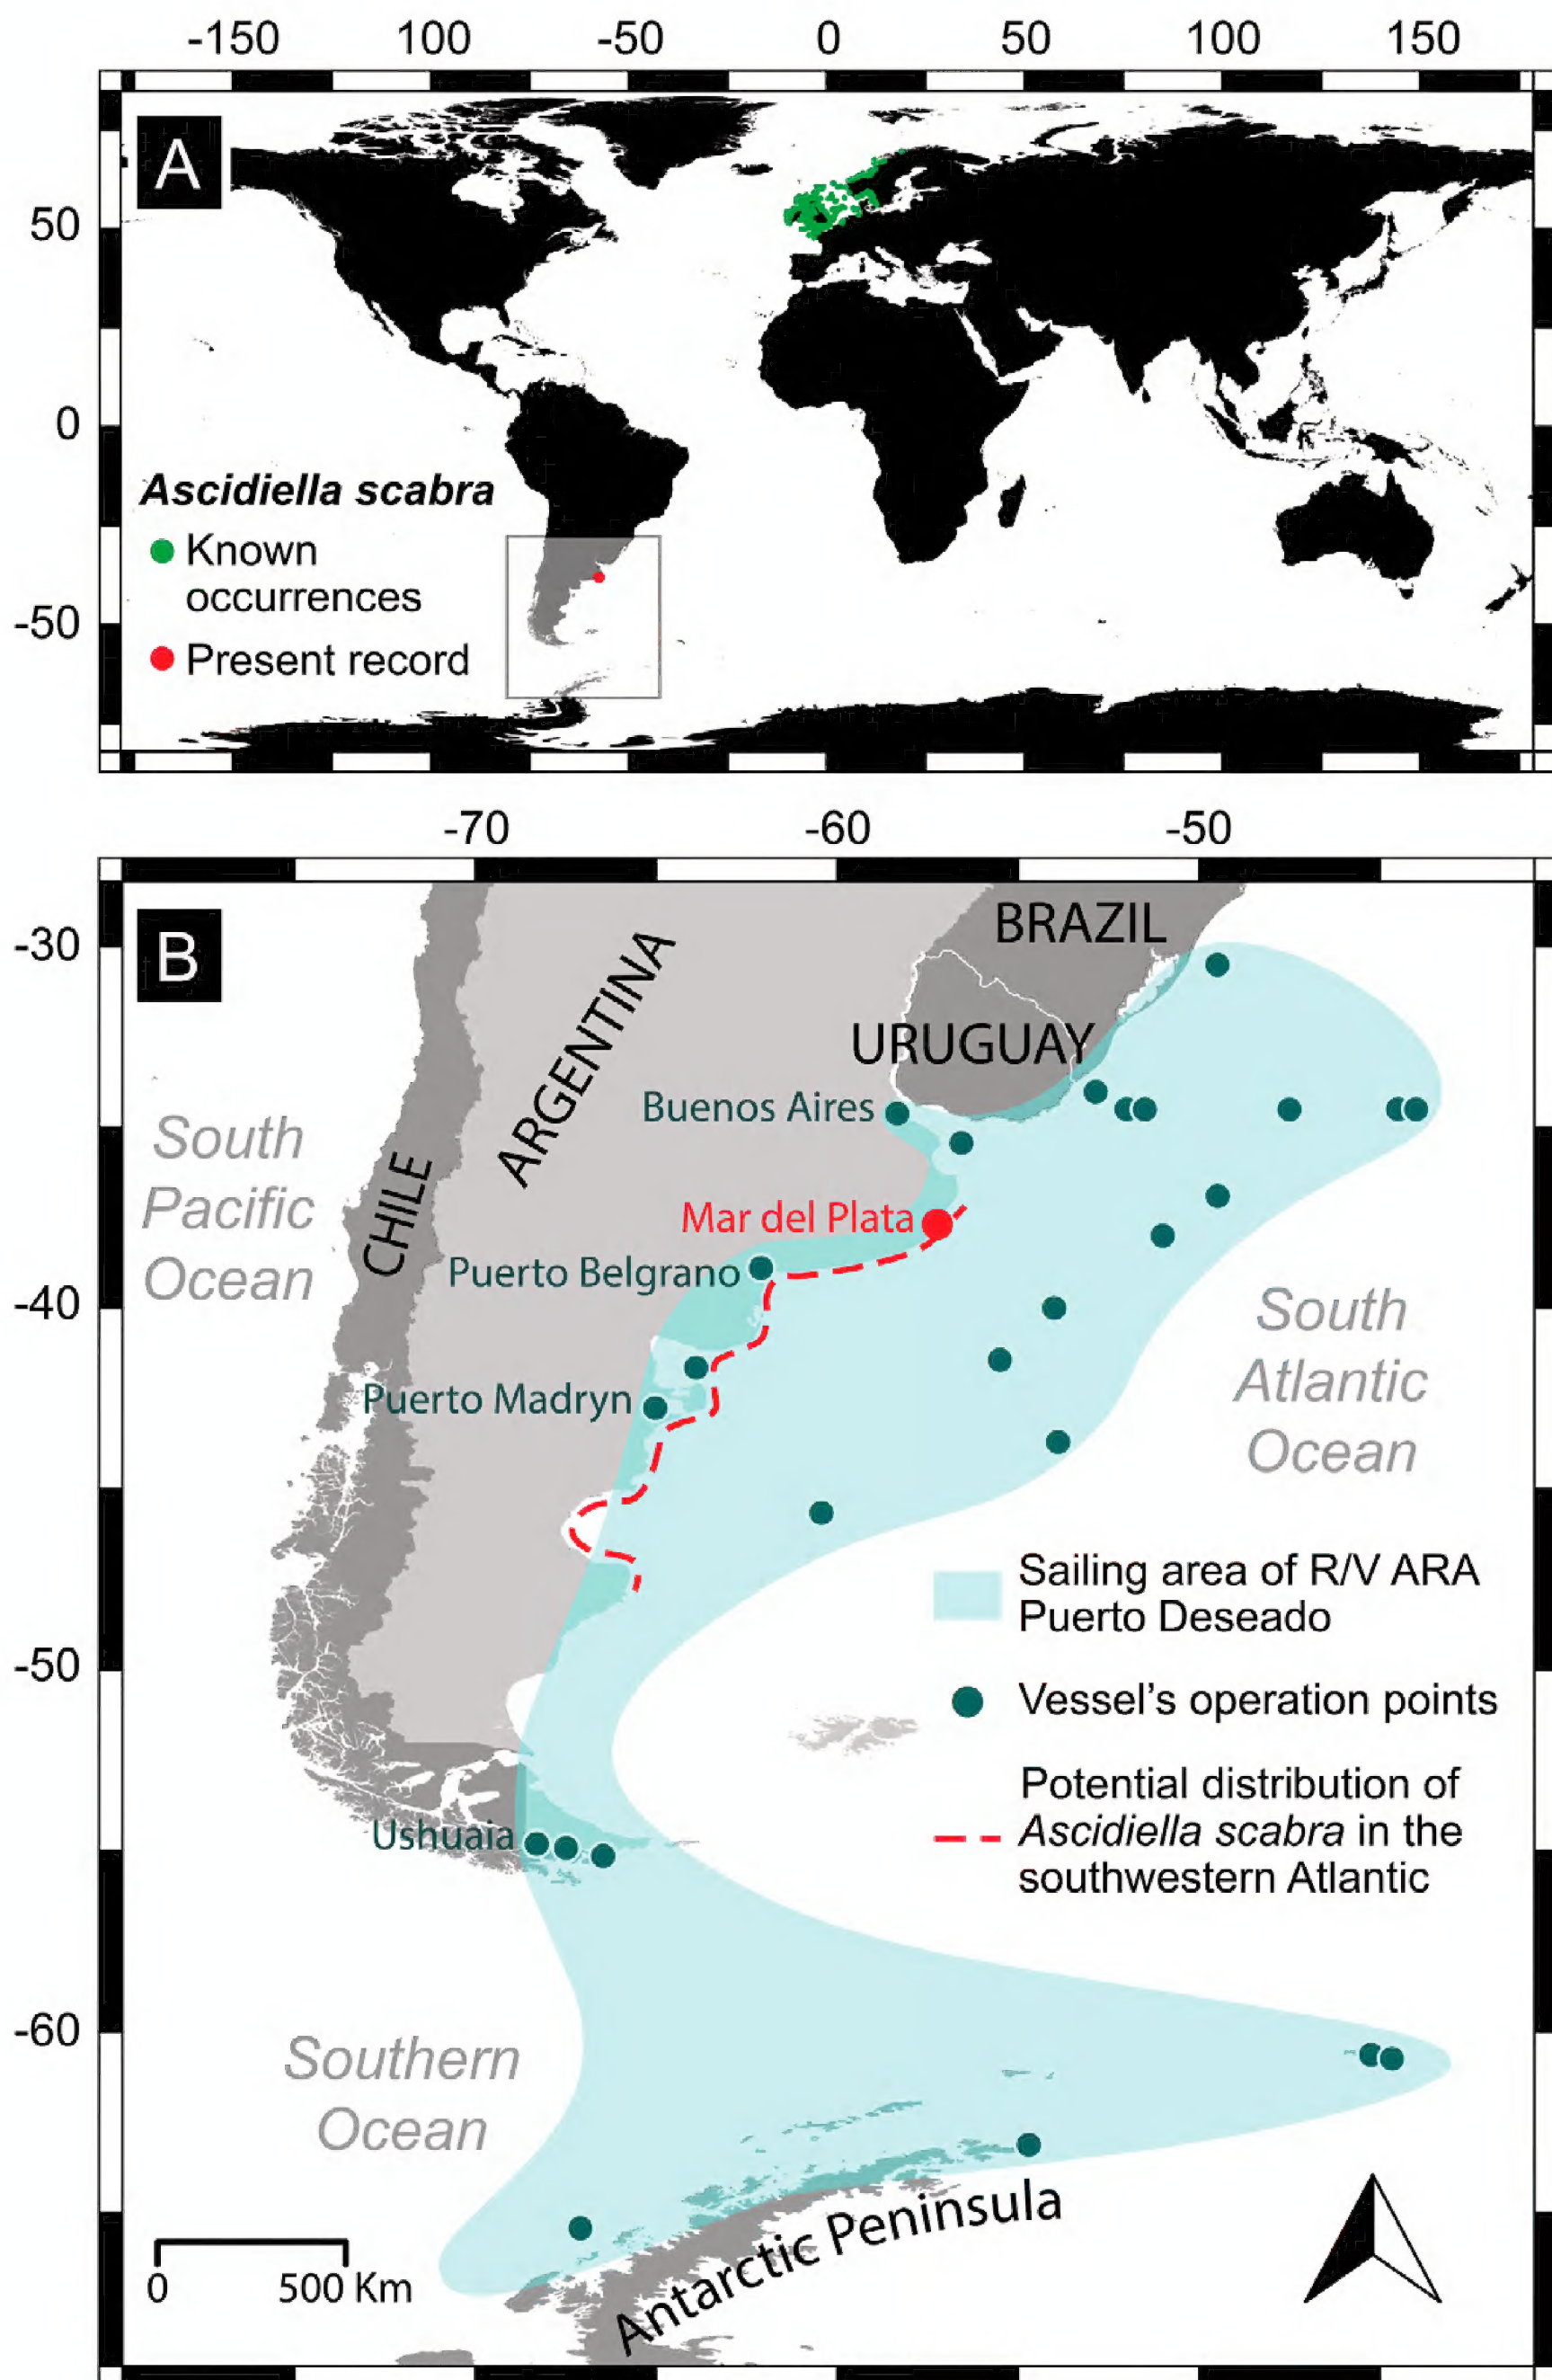 -150 100 -50 0 50 100 150
A
50
0
-50
Ascidiella scabra
Known
occurrences
Present record
-70 -60 -50
B
-30
-40
-50
-60
BRAZIL
ARGENTINA
URUGUAY
CHILE
Buenos Aires
Mar del Plata
Puerto Belgrano
Puerto Madryn
Ushuaia
South
Pacific
Ocean
South
Atlantic
Ocean
Sailing area of R/V ARA
Puerto Deseado
Vessel's operation points
Potential distribution of
Ascidiella scabra in the
southwestern Atlantic
Southern
Ocean
Antarctic Peninsula
0 500 Km